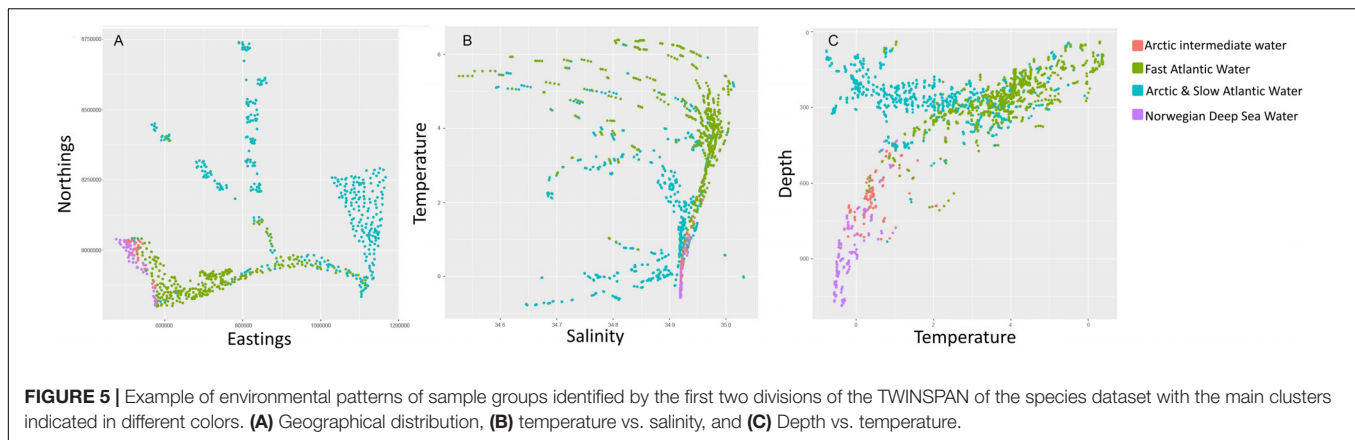 A
Northings
8750000
8500000
8250000
8000000
600000 800000 1000000 1200000
Eastings
B
Temperature
6
4
2
0
34.6 34.7 34.8 34.9 35.0
Salinity
C
Depth
0
300
600
900
0 2 4 6
Temperature
Arctic intermediate water
Fast Atlantic Water
Arctic & Slow Atlantic Water
Norwegian Deep Sea Water
FIGURE 5 | Example of environmental patterns of sample groups identified by the first two divisions of the TWINSPAN of the species dataset with the main clusters
indicated in different colors. (A) Geographical distribution, (B) temperature vs. salinity, and (C) Depth vs. temperature.